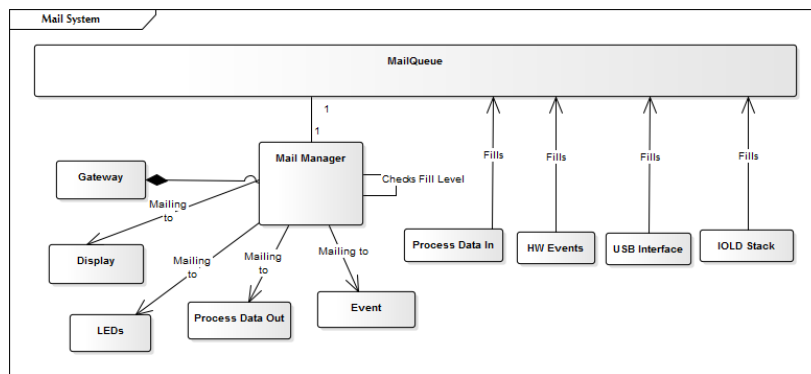 Mail System
MailQueue
1
1
Mail Manager
Gateway
Checks Fill Level
Fills
Fills
Fills
Fills
Mailing
to
Display
Mailing
to
Mailing
to
Mailing to
Process Data In
HW Events
USB Interface
IOLD Stack
LEDs
Process Data Out
Event